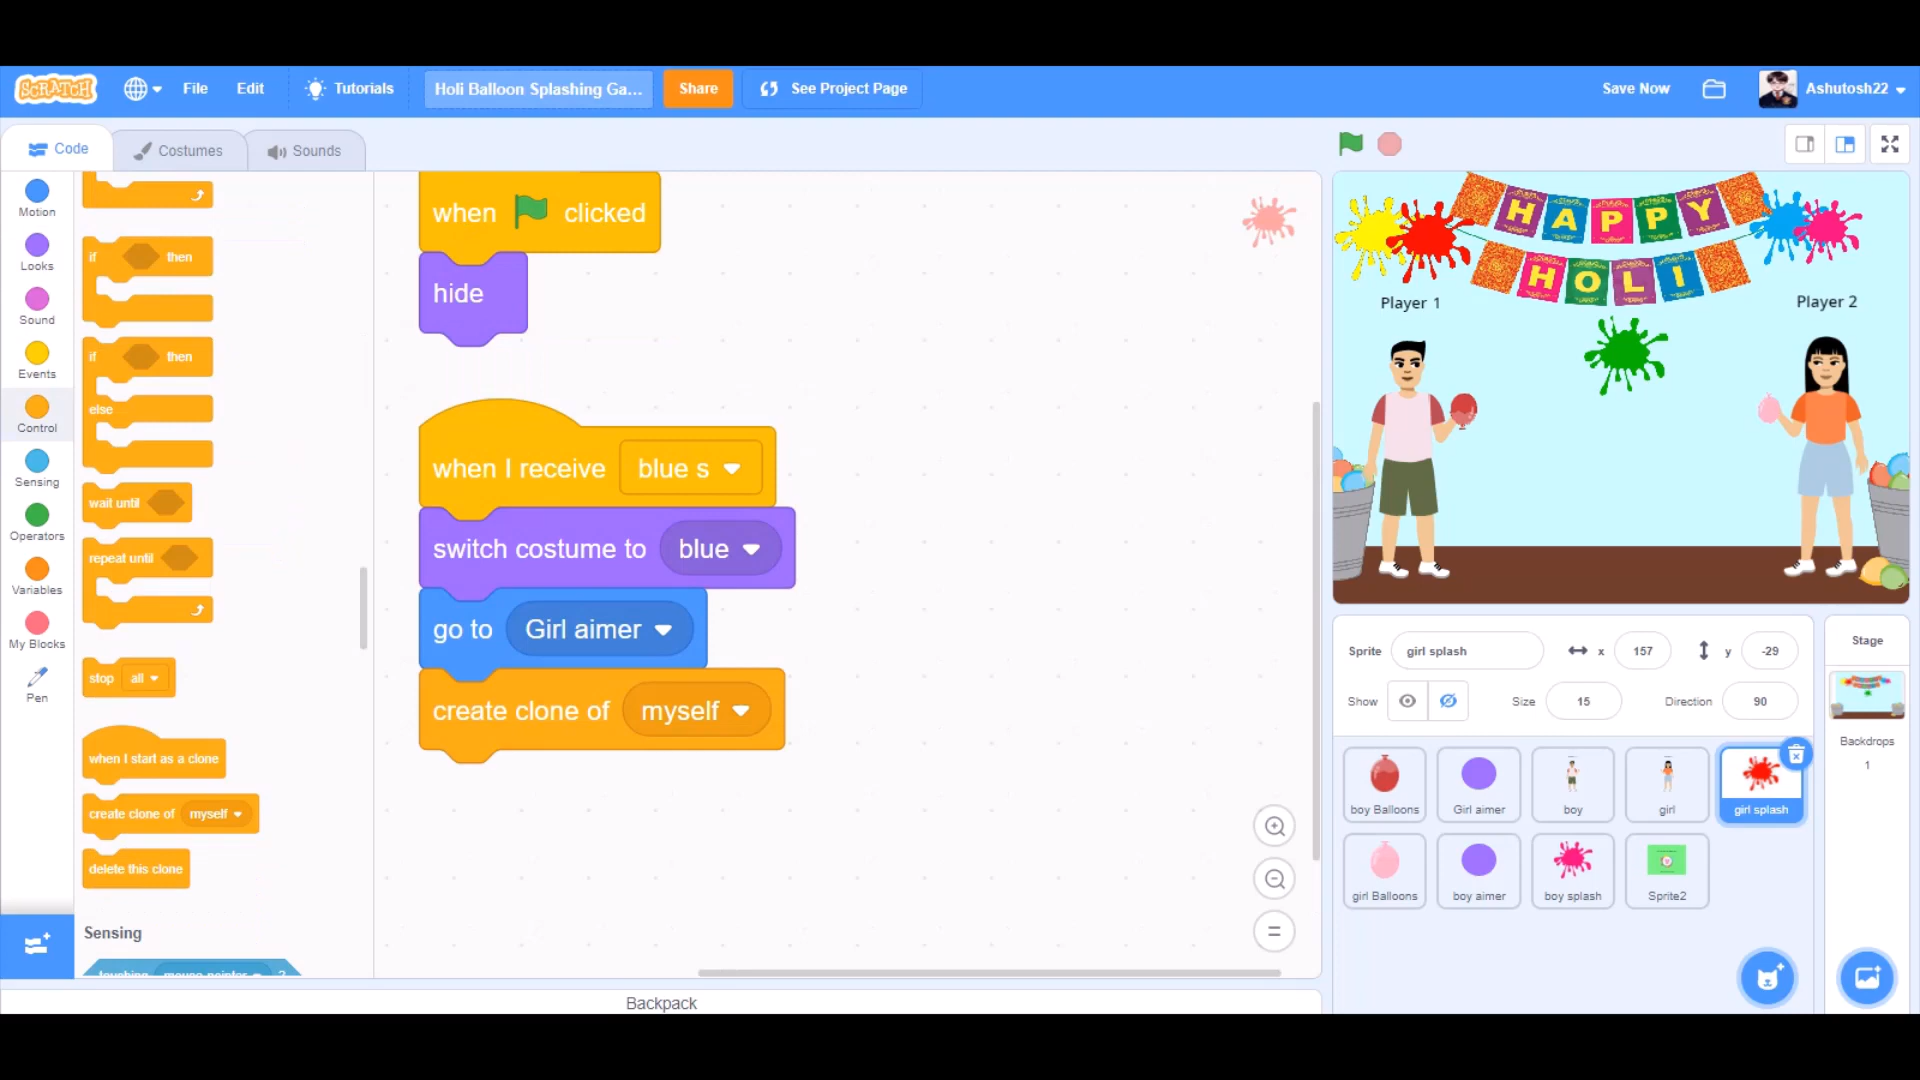 SCRATCH
File
Edit
Tutorials
Holi Balloon Splashing Ga...
Share
See Project Page
Save Now
Ashutosh22
Code
Costumes
Sounds
Motion
Looks
Sound
Events
Control
Sensing
Operators
Variables
My Blocks
Pen
if then
if then
else
wait until
repeat until
stop all
when I start as a clone
create clone of myself
delete this clone
Sensing
touching mouse-pointer ?
when clicked
hide
when I receive blue s
switch costume to blue
go to Girl aimer
create clone of myself
Backpack
HAPPY
HOLI
Player 1
Player 2
Sprite girl splash x 157 y -29
Show Size 15 Direction 90
boy Balloons
Girl aimer
boy
girl
girl splash
girl Balloons
boy aimer
boy splash
Sprite2
Stage
Backdrops
1